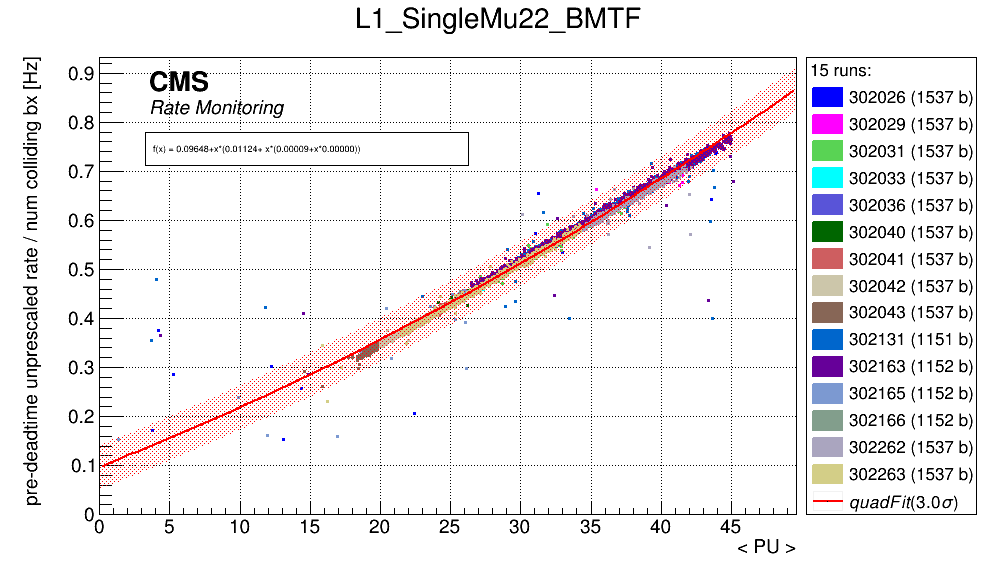 L1_SingleMu22_BMTF
pre-deadtime unprescaled rate / num colliding bx [Hz]
CMS
Rate Monitoring
f(x) = 0.09648+x*(0.01124+ x*(0.00009+x*0.00000))
0.9
0.8
0.7
0.6
0.5
0.4
0.3
0.2
0.1
0
0 5 10 15 20 25 30 35 40 45
< PU >
15 runs:
302026 (1537 b)
302029 (1537 b)
302031 (1537 b)
302033 (1537 b)
302036 (1537 b)
302040 (1537 b)
302041 (1537 b)
302042 (1537 b)
302043 (1537 b)
302131 (1151 b)
302163 (1152 b)
302165 (1152 b)
302166 (1152 b)
302262 (1537 b)
302263 (1537 b)
quadFit(3.0σ)